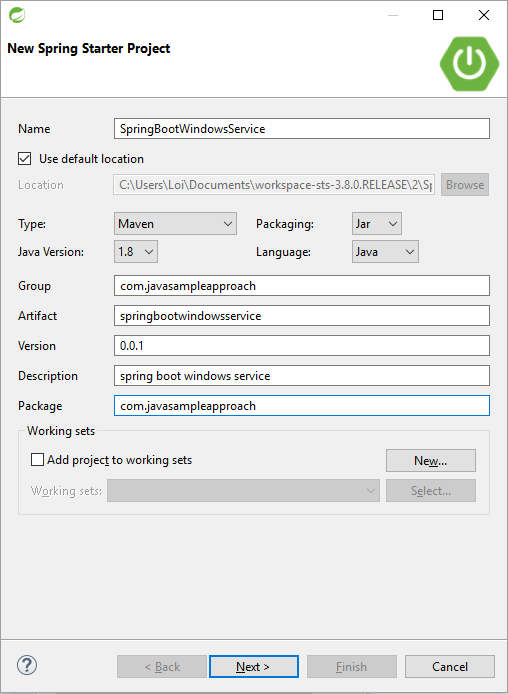 New Spring Starter Project
Name SpringBootWindowsService
Use default location
Location C:\Users\Loi\Documents\workspace-sts-3.8.0.RELEASE\2\Sp Browse
Type: Maven Packaging: Jar
Java Version: 1.8 Language: Java
Group com.javasampleapproach
Artifact springbootwindowsservice
Version 0.0.1
Description spring boot windows service
Package com.javasampleapproach
Working sets
Add project to working sets New...
Working sets: Select...
< Back Next > Finish Cancel